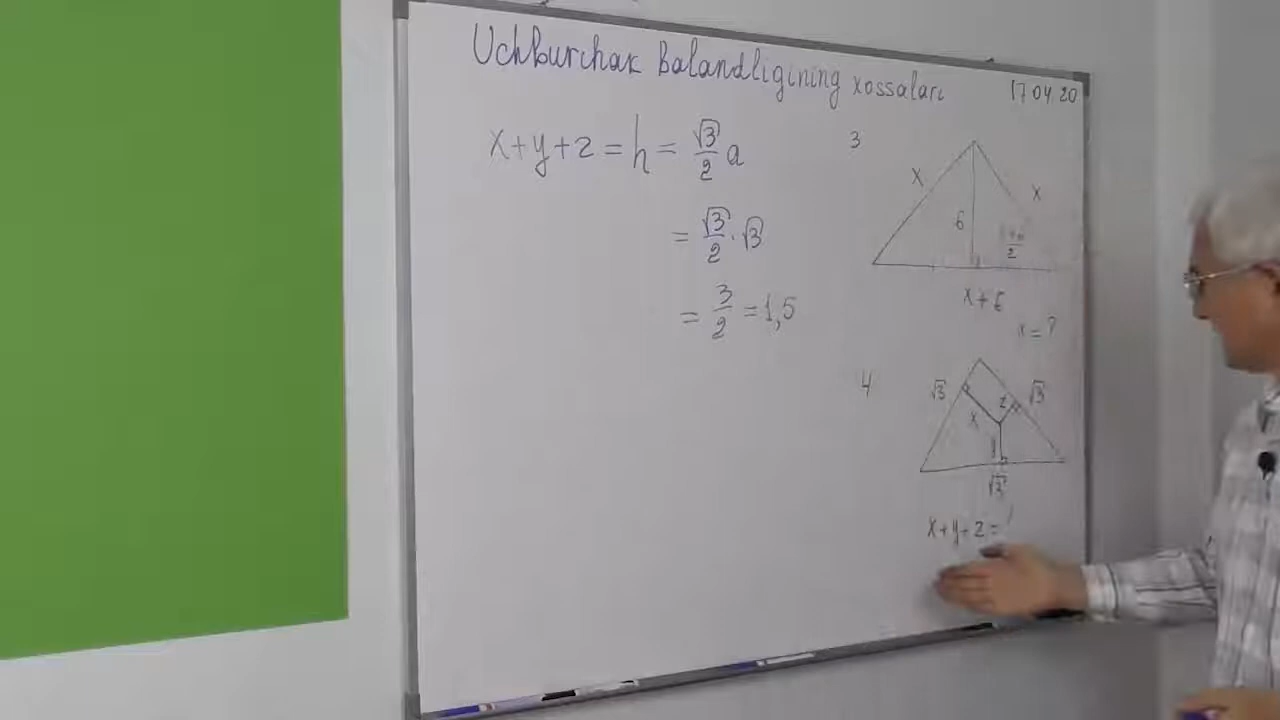 Uchburchak balandligining xossalari
17 04 20
x+y+z = h = √3/2 a
= √3/2 · √3
= 3/2 = 1,5
3
x
x
6
x + 6
x = ?
4
√3
√3
x
z
y
√3
x+y+z = ?